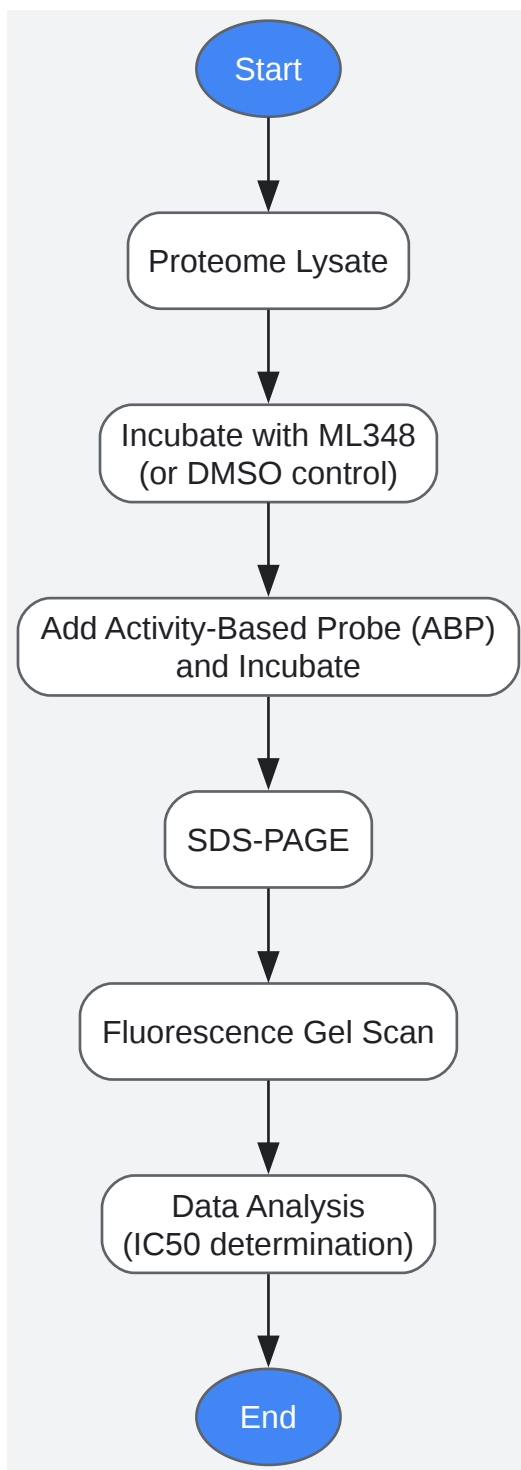 Start
Proteome Lysate
Incubate with ML348
(or DMSO control)
Add Activity-Based Probe (ABP)
and Incubate
SDS-PAGE
Fluorescence Gel Scan
Data Analysis
(IC50 determination)
End